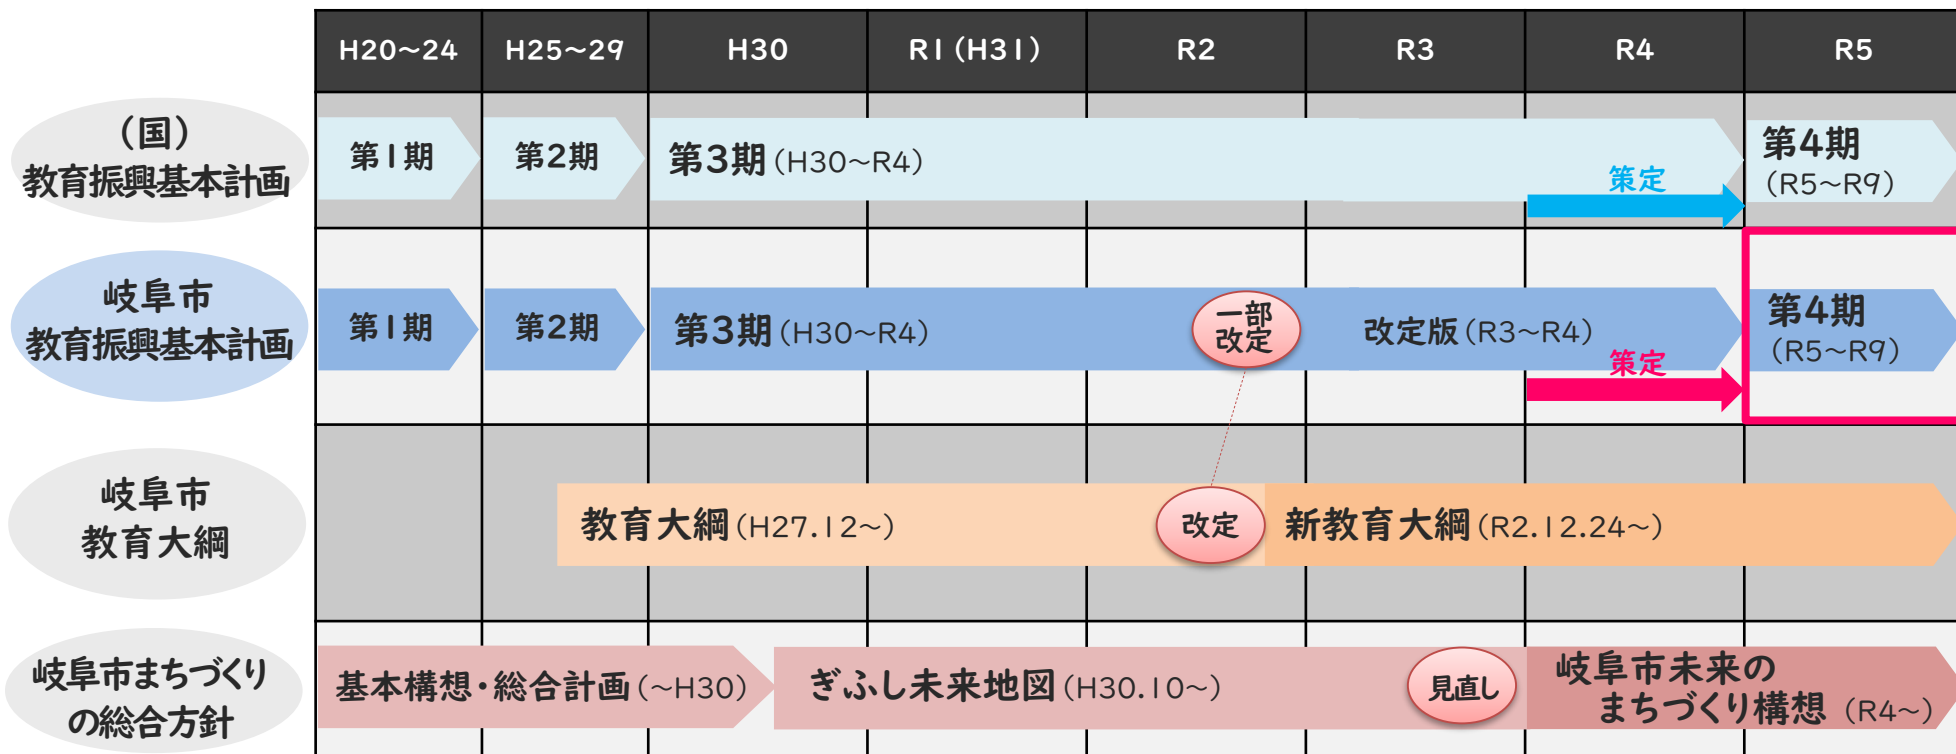 H20～24
H25～29
H30
R1(H31)
R2
R3
R4
R5
（国）
教育振興基本計画
第1期
第2期
第3期(H30～R4)
策定
第4期
(R5～R9)
岐阜市
教育振興基本計画
第1期
第2期
第3期(H30～R4)
一部
改定
改定版(R3～R4)
策定
第4期
(R5～R9)
岐阜市
教育大綱
教育大綱(H27.12～)
改定
新教育大綱(R2.12.24～)
岐阜市まちづくり
の総合方針
基本構想・総合計画(～H30)
ぎふし未来地図(H30.10～)
見直し
岐阜市未来の
まちづくり構想 (R4～)